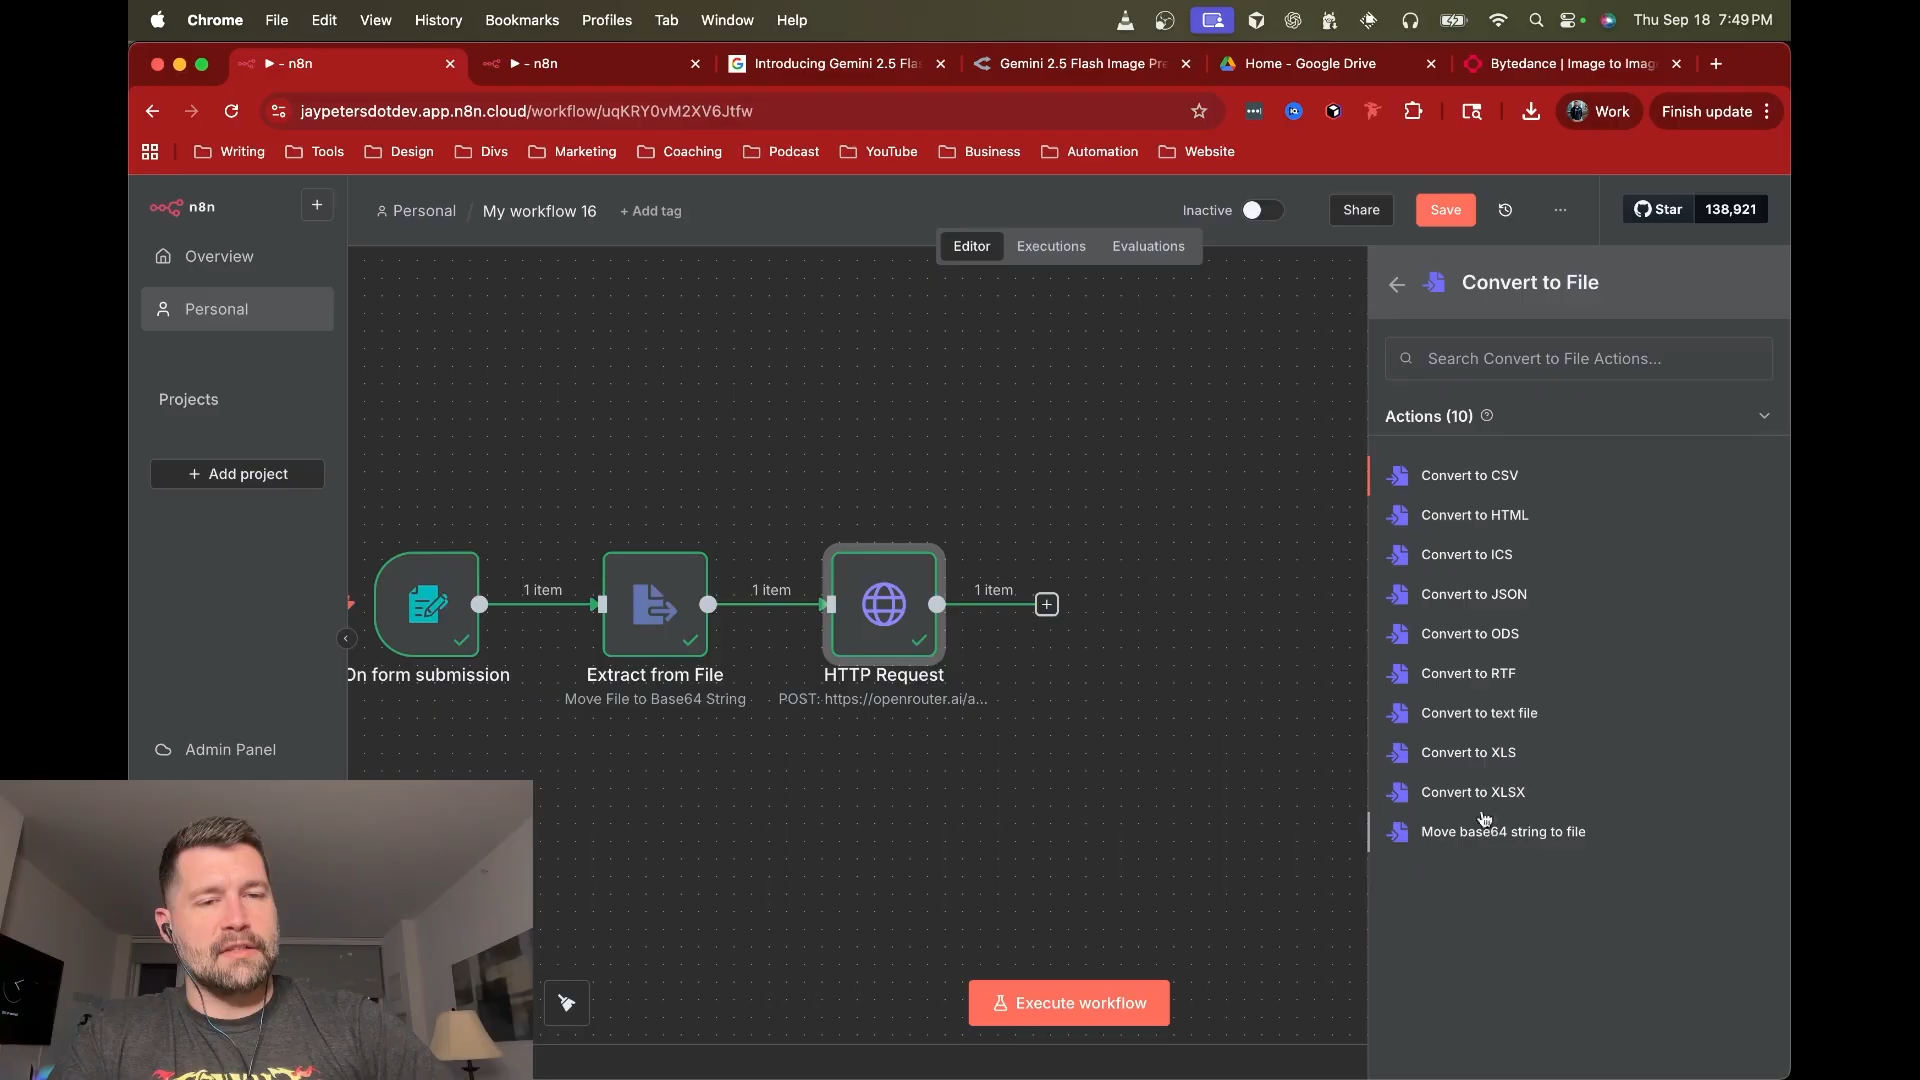 Chrome File Edit View History Bookmarks Profiles Tab Window Help Thu Sep 18 7:49 PM
- n8n - n8n Introducing Gemini 2.5 Fla Gemini 2.5 Flash Image Pre Home - Google Drive Bytedance | Image to Imag
jaypetersdotdev.app.n8n.cloud/workflow/uqKRY0vM2XV6Jtfw Work Finish update
Writing Tools Design Divs Marketing Coaching Podcast YouTube Business Automation Website
n8n
Personal / My workflow 16 + Add tag Inactive Share Save Star 138,921
Editor Executions Evaluations
Overview
Personal
Projects
+ Add project
Admin Panel
1 item 1 item 1 item
On form submission Extract from File HTTP Request
Move File to Base64 String POST: https://openrouter.ai/a...
Execute workflow
Convert to File
Search Convert to File Actions...
Actions (10)
Convert to CSV
Convert to HTML
Convert to ICS
Convert to JSON
Convert to ODS
Convert to RTF
Convert to text file
Convert to XLS
Convert to XLSX
Move base64 string to file